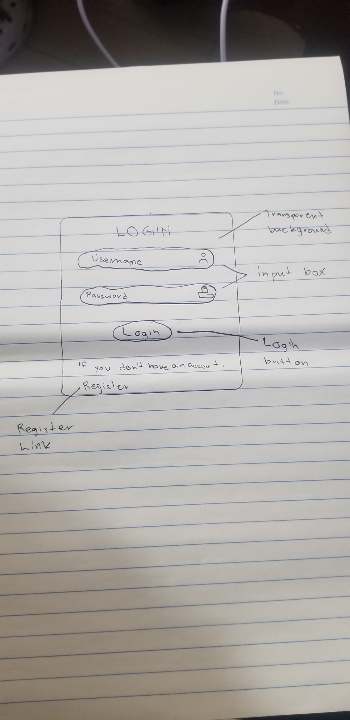 No.
Date
LOGIN
Transparent
background
Username
input box
Password
Login
Login
button
If you don't have an account.
Register
Register
Link